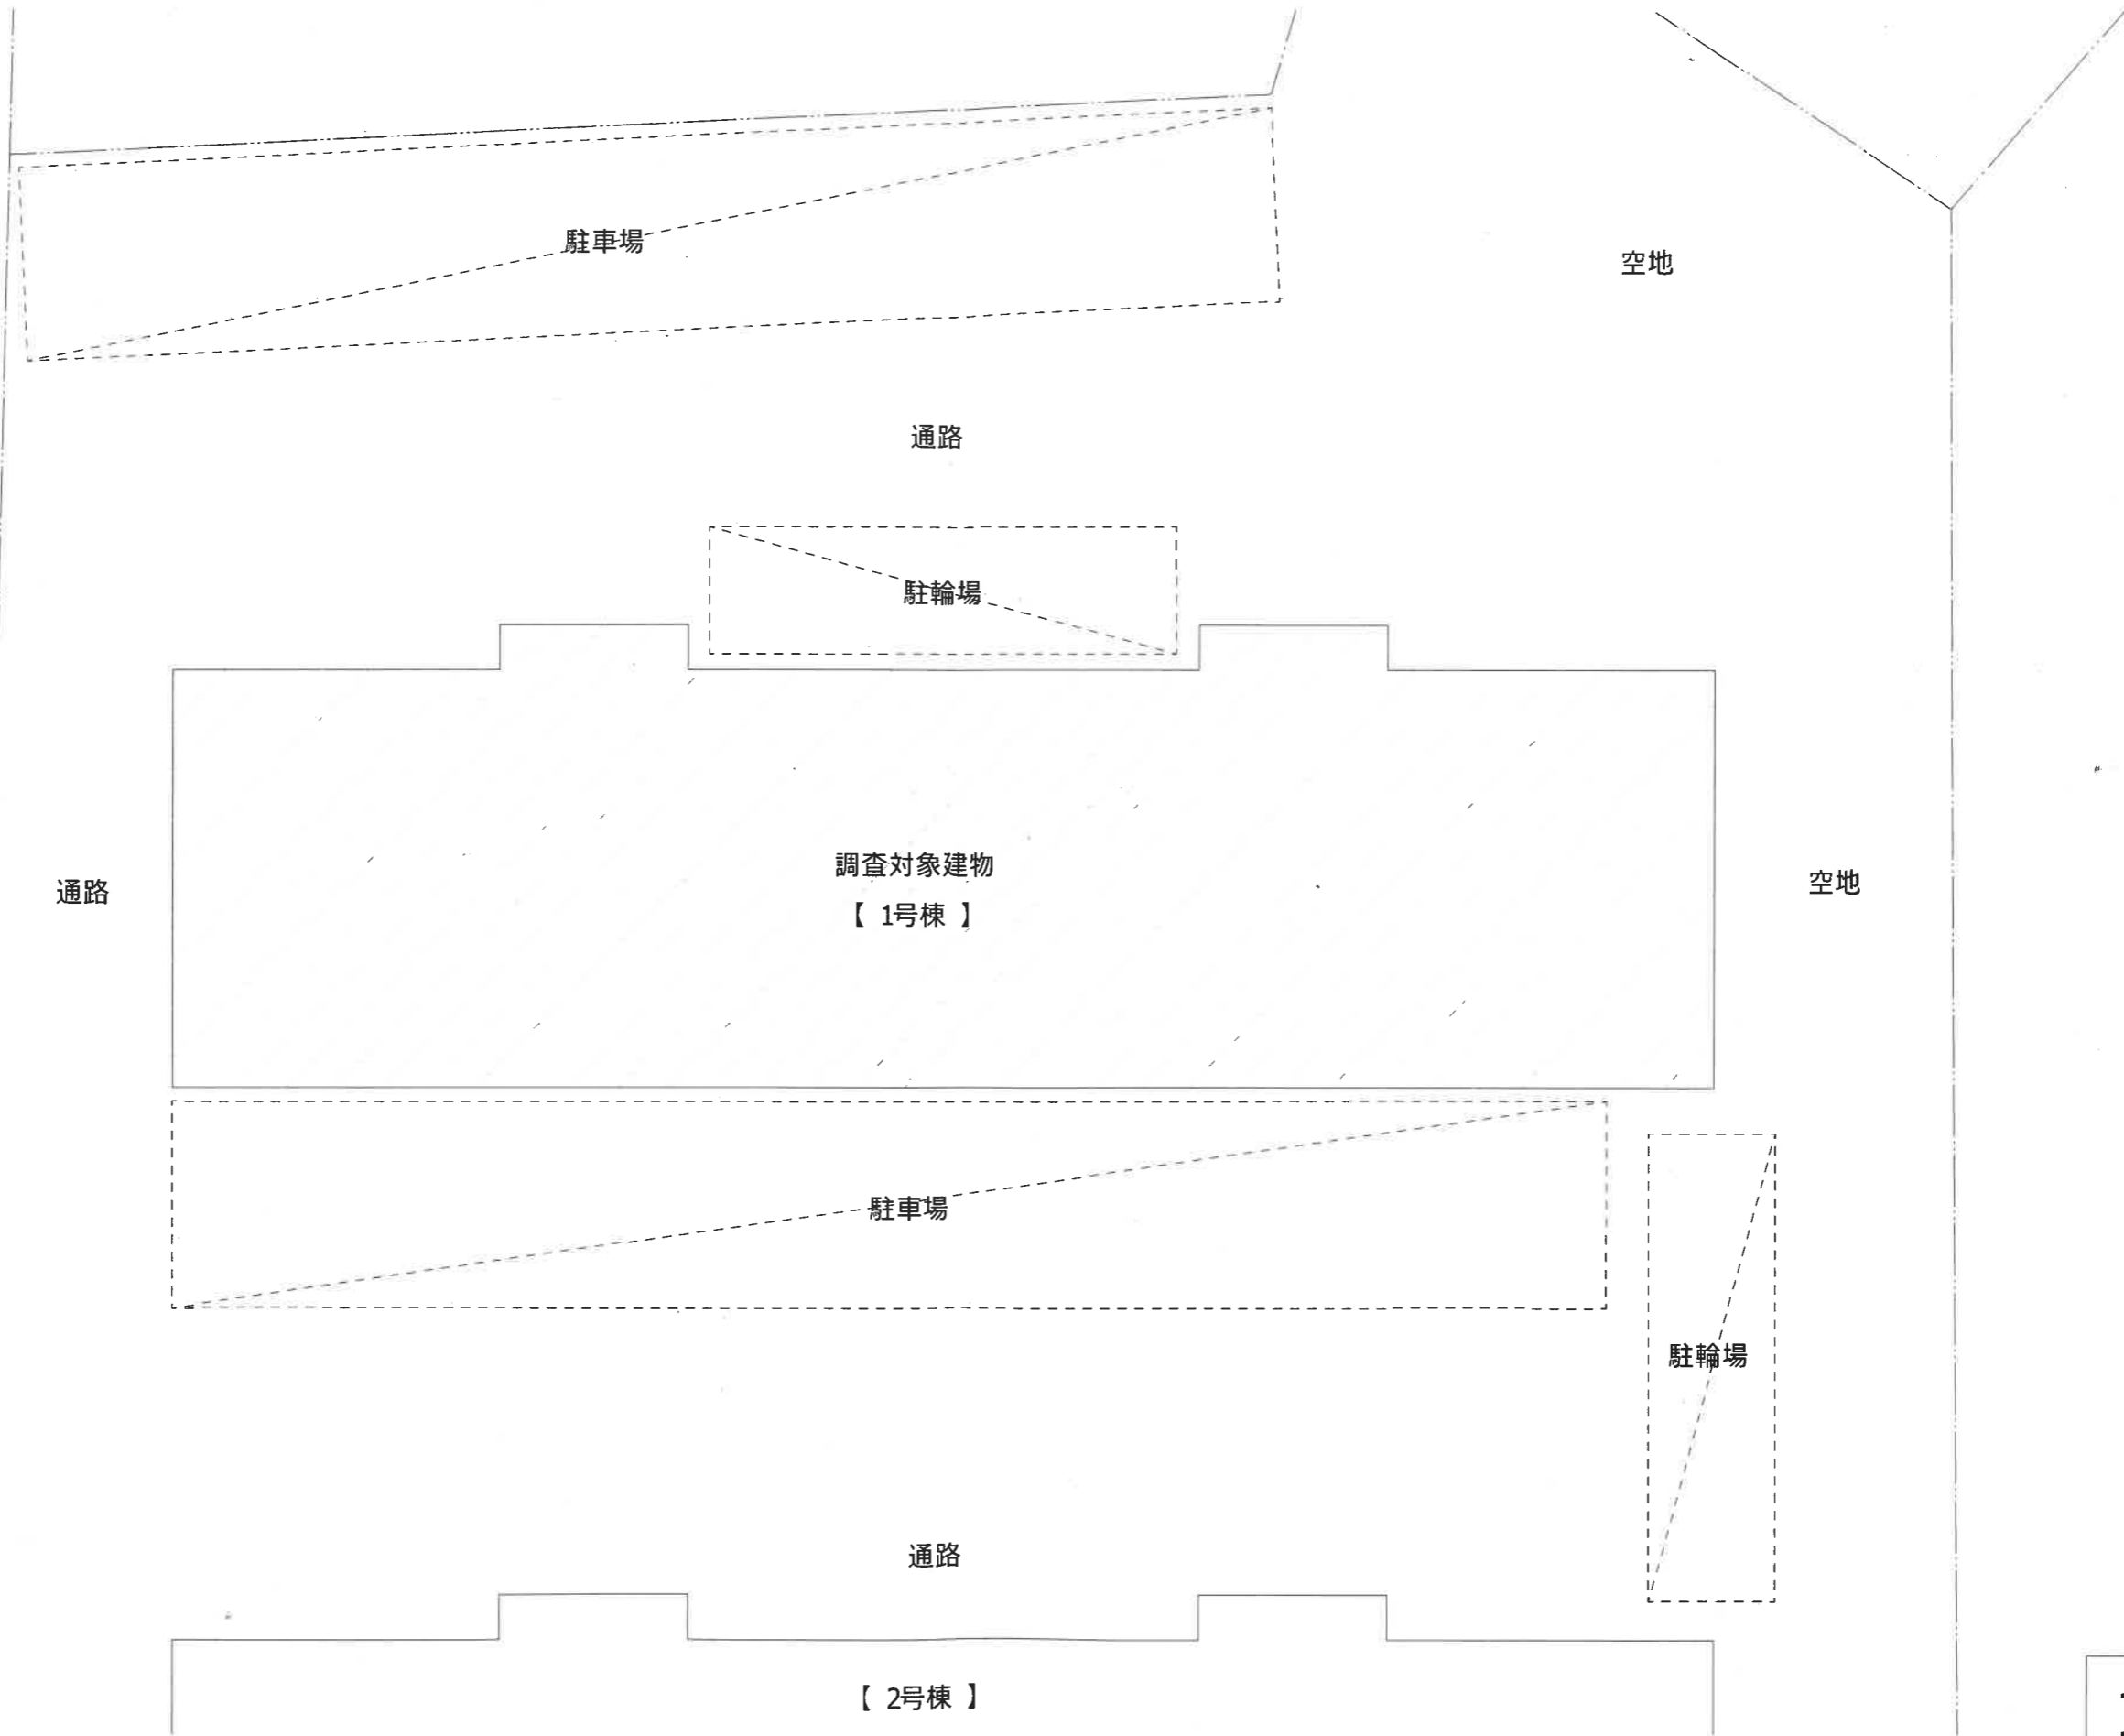 駐車場
空地
通路
駐輪場
調査対象建物
【 1号棟 】
通路
空地
駐車場
駐輪場
通路
【 2号棟 】